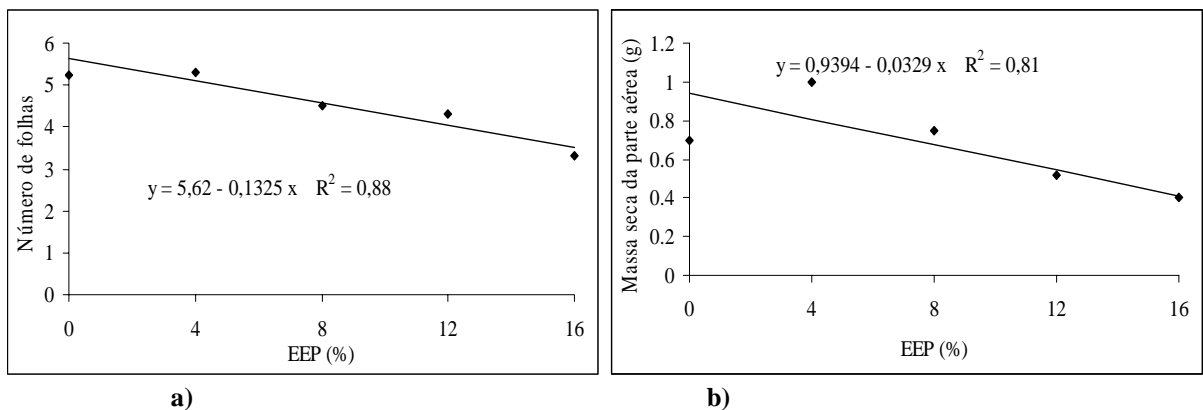 6
5
4
3
2
1
0
Número de folhas
y = 5,62 - 0,1325 x R² = 0,88
0 4 8 12 16
EEP (%)
a)
1.2
1
0.8
0.6
0.4
0.2
0
Massa seca da parte aérea (g)
y = 0,9394 - 0,0329 x R² = 0,81
0 4 8 12 16
EEP (%)
b)